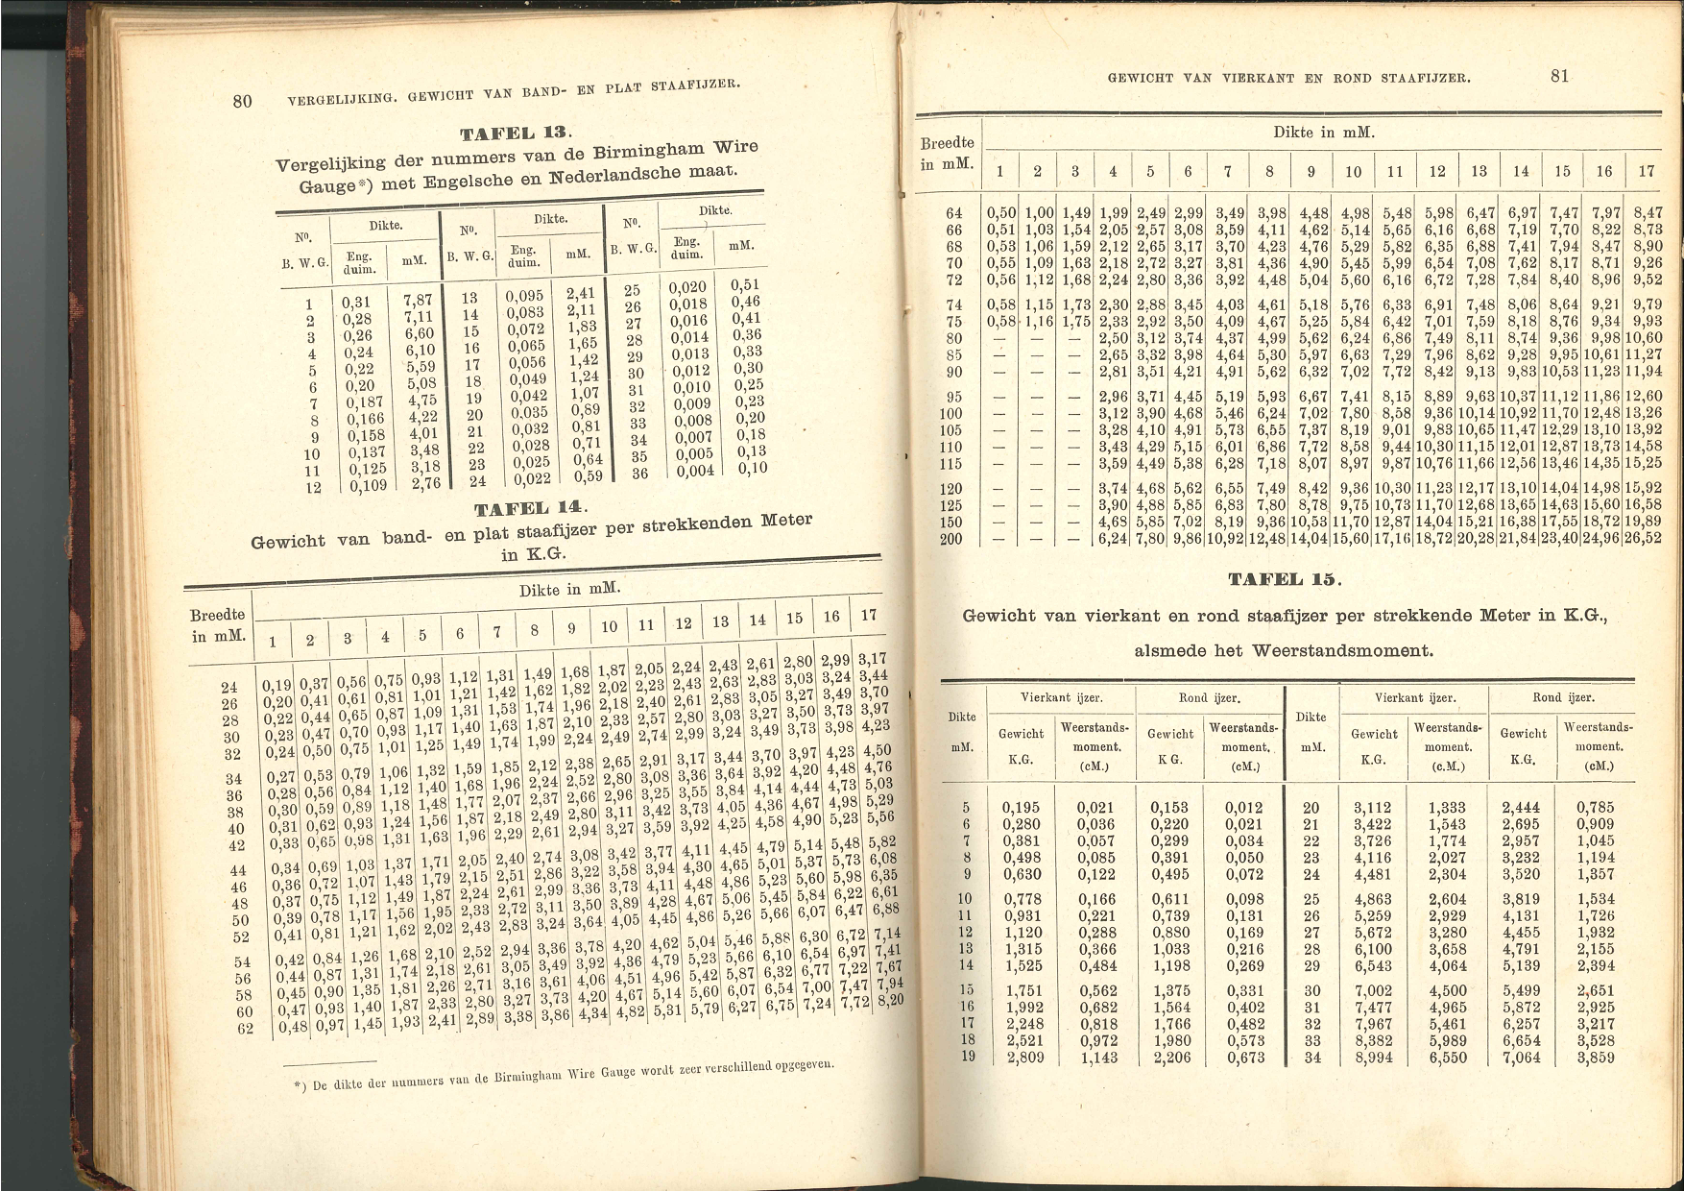 80 VERGELIJKING. GEWICHT VAN BAND- EN PLAT STAAFIJZER.
TAFEL 13.
Vergelijking der nummers van de Birmingham Wire
Gauge*) met Engelsche en Nederlandsche maat.
N⁰. B. W. G. | Dikte. Eng. duim. | mM. | N⁰. B. W. G. | Dikte. Eng. duim. | mM. | N⁰. B. W. G. | Dikte. Eng. duim. | mM.
1 0,31 7,87 13 0,095 2,41 25 0,020 0,51
2 0,28 7,11 14 0,083 2,11 26 0,018 0,46
3 0,26 6,60 15 0,072 1,83 27 0,016 0,41
4 0,24 6,10 16 0,065 1,65 28 0,014 0,36
5 0,22 5,59 17 0,056 1,42 29 0,013 0,33
6 0,20 5,08 18 0,049 1,24 30 0,012 0,30
7 0,187 4,75 19 0,042 1,07 31 0,010 0,25
8 0,166 4,22 20 0.035 0,89 32 0,009 0,23
9 0,158 4,01 21 0,032 0,81 33 0,008 0,20
10 0,137 3,48 22 0,028 0,71 34 0,007 0,18
11 0,125 3,18 23 0,025 0,64 35 0,005 0,13
12 0,109 2,76 24 0,022 0,59 36 0,004 0,10
TAFEL 14.
Gewicht van band- en plat staafijzer per strekkenden Meter
in K.G.
Breedte in mM. | Dikte in mM.
1 2 3 4 5 6 7 8 9 10 11 12 13 14 15 16 17
24 0,19 0,37 0,56 0,75 0,93 1,12 1,31 1,49 1,68 1,87 2,05 2,24 2,43 2,61 2,80 2,99 3,17
26 0,20 0,41 0,61 0,81 1,01 1,21 1,42 1,62 1,82 2,02 2,23 2,43 2,63 2,83 3,03 3,24 3,44
28 0,22 0,44 0,65 0,87 1,09 1,31 1,53 1,74 1,96 2,18 2,40 2,61 2,83 3,05 3,27 3,49 3,70
30 0,23 0,47 0,70 0,93 1,17 1,40 1,63 1,87 2,10 2,33 2,57 2,80 3,03 3,27 3,50 3,73 3,97
32 0,24 0,50 0,75 1,01 1,25 1,49 1,74 1,99 2,24 2,49 2,74 2,99 3,24 3,49 3,73 3,98 4,23
34 0,27 0,53 0,79 1,06 1,32 1,59 1,85 2,12 2,38 2,65 2,91 3,17 3,44 3,70 3,97 4,23 4,50
36 0,28 0,56 0,84 1,12 1,40 1,68 1,96 2,24 2,52 2,80 3,08 3,36 3,64 3,92 4,20 4,48 4,76
38 0,30 0,59 0,89 1,18 1,48 1,77 2,07 2,37 2,66 2,96 3,25 3,55 3,84 4,14 4,44 4,73 5,03
40 0,31 0,62 0,93 1,24 1,56 1,87 2,18 2,49 2,80 3,11 3,42 3,73 4,05 4,36 4,67 4,98 5,29
42 0,33 0,65 0,98 1,31 1,63 1,96 2,29 2,61 2,94 3,27 3,59 3,92 4,25 4,58 4,90 5,23 5,56
44 0,34 0,69 1,03 1,37 1,71 2,05 2,40 2,74 3,08 3,42 3,77 4,11 4,45 4,79 5,14 5,48 5,82
46 0,36 0,72 1,07 1,43 1,79 2,15 2,51 2,86 3,22 3,58 3,94 4,30 4,65 5,01 5,37 5,73 6,08
48 0,37 0,75 1,12 1,49 1,87 2,24 2,61 2,99 3,36 3,73 4,11 4,48 4,86 5,23 5,60 5,98 6,35
50 0,39 0,78 1,17 1,56 1,95 2,33 2,72 3,11 3,50 3,89 4,28 4,67 5,06 5,45 5,84 6,22 6,61
52 0,41 0,81 1,21 1,62 2,02 2,43 2,83 3,24 3,64 4,05 4,45 4,86 5,26 5,66 6,07 6,47 6,88
54 0,42 0,84 1,26 1,68 2,10 2,52 2,94 3,36 3,78 4,20 4,62 5,04 5,46 5,88 6,30 6,72 7,14
56 0.44 0,87 1,31 1,74 2,18 2,61 3,05 3,49 3,92 4,36 4,79 5,23 5,66 6,10 6,54 6,97 7,41
58 0,45 0,90 1,35 1,81 2,26 2,71 3,16 3,61 4,06 4,51 4,96 5,42 5,87 6,32 6,77 7,22 7,67
60 0,47 0,93 1,40 1,87 2,33 2,80 3,27 3,73 4,20 4,67 5,14 5,60 6,07 6,54 7,00 7,47 7,94
62 0,48 0,97 1,45 1,93 2,41 2,89 3,38 3,86 4,34 4,82 5,31 5,79 6,27 6,75 7,24 7,72 8,20
*) De dikte der nummers van de Birmingham Wire Gauge wordt zeer verschillend opgegeven.
GEWICHT VAN VIERKANT EN ROND STAAFIJZER. 81
Breedte in mM. | Dikte in mM.
1 2 3 4 5 6 7 8 9 10 11 12 13 14 15 16 17
64 0,50 1,00 1,49 1,99 2,49 2,99 3,49 3,98 4,48 4,98 5,48 5,98 6,47 6,97 7,47 7,97 8,47
66 0,51 1,03 1,54 2,05 2,57 3,08 3,59 4,11 4,62 5,14 5,65 6,16 6,68 7,19 7,70 8,22 8,73
68 0,53 1,06 1,59 2,12 2,65 3,17 3,70 4,23 4,76 5,29 5,82 6,35 6,88 7,41 7,94 8,47 8,90
70 0,55 1,09 1,63 2,18 2,72 3,27 3,81 4,36 4,90 5,45 5,99 6,54 7,08 7,62 8,17 8,71 9,26
72 0,56 1,12 1,68 2,24 2,80 3,36 3,92 4,48 5,04 5,60 6,16 6,72 7,28 7,84 8,40 8,96 9,52
74 0,58 1,15 1,73 2,30 2,88 3,45 4,03 4,61 5,18 5,76 6,33 6,91 7,48 8,06 8,64 9,21 9,79
75 0,58 1,16 1,75 2,33 2,92 3,50 4,09 4,67 5,25 5,84 6,42 7,01 7,59 8,18 8,76 9,34 9,93
80 — — — 2,50 3,12 3,74 4,37 4,99 5,62 6,24 6,86 7,49 8,11 8,74 9,36 9,98 10,60
85 — — — 2,65 3,32 3,98 4,64 5,30 5,97 6,63 7,29 7,96 8,62 9,28 9,95 10,61 11,27
90 — — — 2,81 3,51 4,21 4,91 5,62 6,32 7,02 7,72 8,42 9,13 9,83 10,53 11,23 11,94
95 — — — 2,96 3,71 4,45 5,19 5,93 6,67 7,41 8,15 8,89 9,63 10,37 11,12 11,86 12,60
100 — — — 3,12 3,90 4,68 5,46 6,24 7,02 7,80 8,58 9,36 10,14 10,92 11,70 12,48 13,26
105 — — — 3,28 4,10 4,91 5,73 6,55 7,37 8,19 9,01 9,83 10,65 11,47 12,29 13,10 13,92
110 — — — 3,43 4,29 5,15 6,01 6,86 7,72 8,58 9,44 10,30 11,15 12,01 12,87 13,73 14,58
115 — — — 3,59 4,49 5,38 6,28 7,18 8,07 8,97 9,87 10,76 11,66 12,56 13,46 14,35 15,25
120 — — — 3,74 4,68 5,62 6,55 7,49 8,42 9,36 10,30 11,23 12,17 13,10 14,04 14,98 15,92
125 — — — 3,90 4,88 5,85 6,83 7,80 8,78 9,75 10,73 11,70 12,68 13,65 14,63 15,60 16,58
150 — — — 4,68 5,85 7,02 8,19 9,36 10,53 11,70 12,87 14,04 15,21 16,38 17,55 18,72 19,89
200 — — — 6,24 7,80 9,86 10,92 12,48 14,04 15,60 17,16 18,72 20,28 21,84 23,40 24,96 26,52
TAFEL 15.
Gewicht van vierkant en rond staafijzer per strekkende Meter in K.G.,
alsmede het Weerstandsmoment.
Dikte mM. | Vierkant ijzer. Gewicht K.G. | Weerstands-moment. (cM.) | Rond ijzer. Gewicht K G. | Weerstands-moment. (cM.) | Dikte mM. | Vierkant ijzer. Gewicht K.G. | Weerstands-moment. (c.M.) | Rond ijzer. Gewicht K.G. | Weerstands-moment. (cM.)
5 0,195 0,021 0,153 0,012 20 3,112 1,333 2,444 0,785
6 0,280 0,036 0,220 0,021 21 3,422 1,543 2,695 0,909
7 0,381 0,057 0,299 0,034 22 3,726 1,774 2,957 1,045
8 0,498 0,085 0,391 0,050 23 4,116 2,027 3,232 1,194
9 0,630 0,122 0,495 0,072 24 4,481 2,304 3,520 1,357
10 0,778 0,166 0,611 0,098 25 4,863 2,604 3,819 1,534
11 0,931 0,221 0,739 0,131 26 5,259 2,929 4,131 1,726
12 1,120 0,288 0,880 0,169 27 5,672 3,280 4,455 1,932
13 1,315 0,366 1,033 0,216 28 6,100 3,658 4,791 2,155
14 1,525 0,484 1,198 0,269 29 6,543 4,064 5,139 2,394
15 1,751 0,562 1,375 0,331 30 7,002 4,500 5,499 2,651
16 1,992 0,682 1,564 0,402 31 7,477 4,965 5,872 2,925
17 2,248 0,818 1,766 0,482 32 7,967 5,461 6,257 3,217
18 2,521 0,972 1,980 0,573 33 8,382 5,989 6,654 3,528
19 2,809 1,143 2,206 0,673 34 8,994 6,550 7,064 3,859